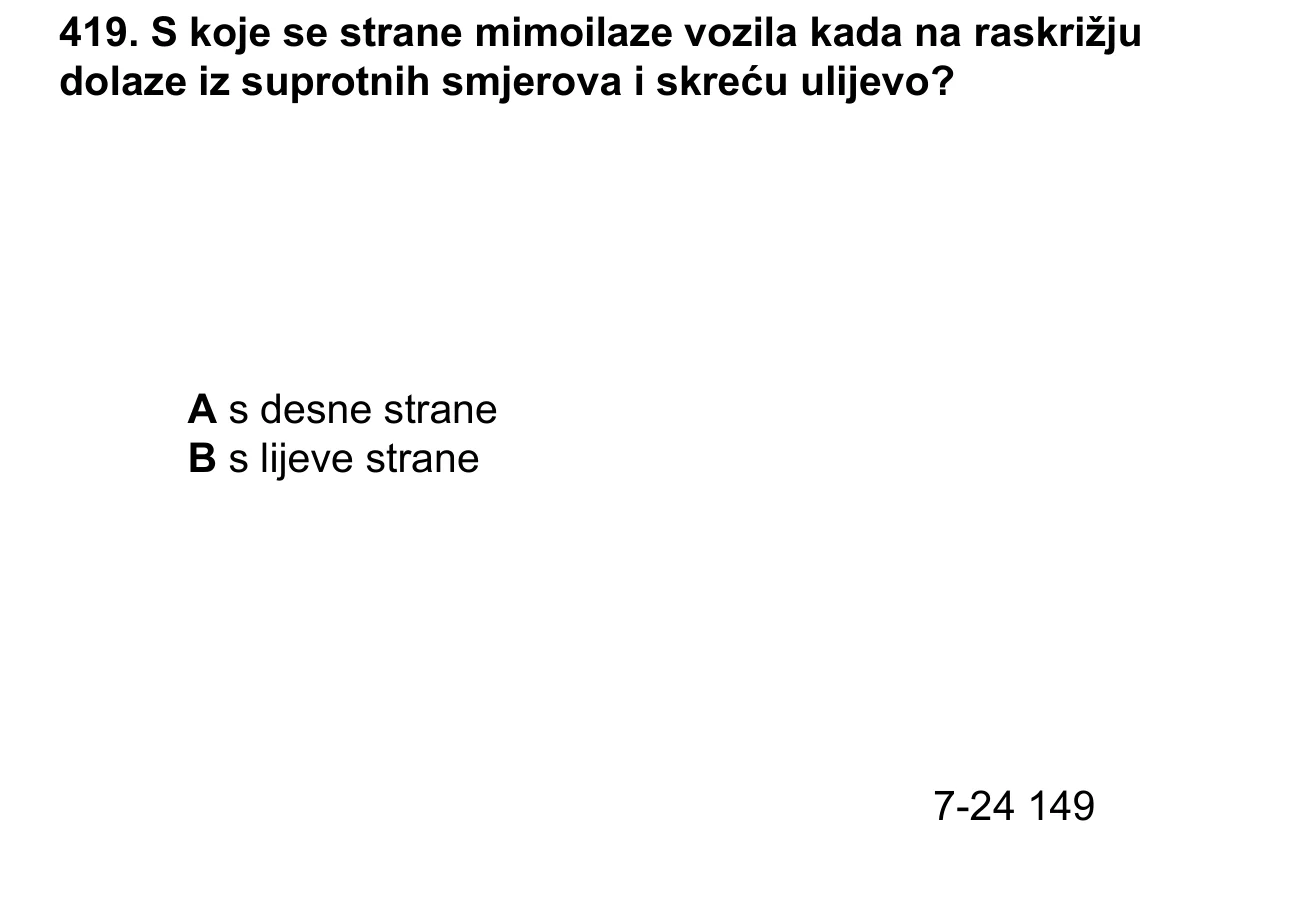 419. S koje se strane mimoilaze vozila kada na raskrižju
dolaze iz suprotnih smjerova i skreću ulijevo?
A s desne strane
B s lijeve strane
7-24 149